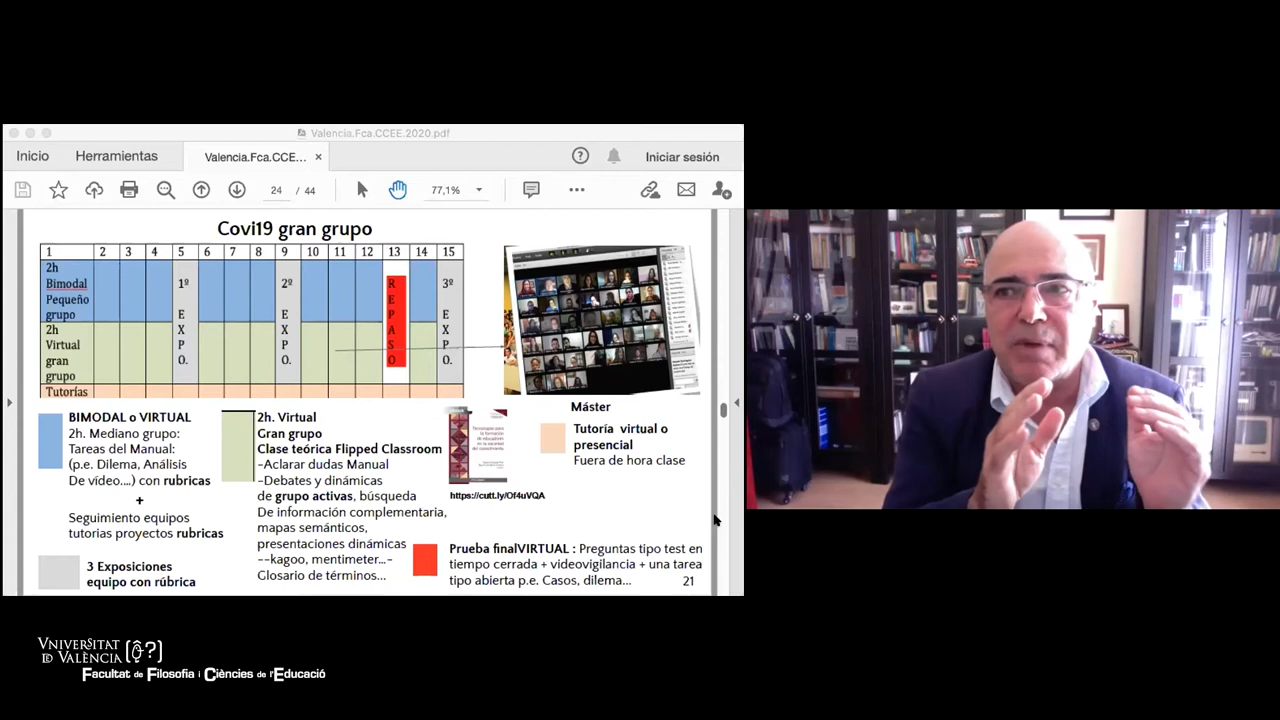 Valencia.Fca.CCEE.2020.pdf
Inicio
Herramientas
Valencia.Fca.CCE... ×
Iniciar sesión
24 / 44
77,1%
Covi19 gran grupo
1 2 3 4 5 6 7 8 9 10 11 12 13 14 15
2h
Bimodal
Pequeño
grupo
2h
Virtual
gran
grupo
Tutorías
1º
E
X
P
O.
2º
E
X
P
O.
R
E
P
A
S
O
3º
E
X
P
O.
BIMODAL o VIRTUAL
2h. Mediano grupo:
Tareas del Manual:
(p.e. Dilema, Análisis
De vídeo....) con rubricas
+
Seguimiento equipos
tutorias proyectos rubricas
3 Exposiciones
equipo con rúbrica
2h. Virtual
Gran grupo
Clase teórica Flipped Classroom
-Aclarar dudas Manual
-Debates y dinámicas
de grupo activas, búsqueda
De información complementaria,
mapas semánticos,
presentaciones dinámicas
--kagoo, mentimeter...-
Glosario de términos...
https://cutt.ly/Of4uVQA
Máster
Tutoría virtual o
presencial
Fuera de hora clase
Prueba finalVIRTUAL : Preguntas tipo test en
tiempo cerrada + videovigilancia + una tarea
tipo abierta p.e. Casos, dilema...
21
VNIVERSITAT
DE VALÈNCIA
Facultat de Filosofia i Ciències de l'Educació